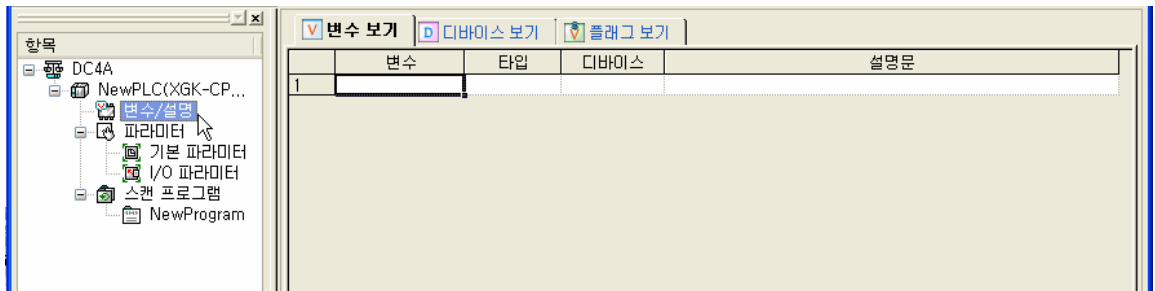 항목
DC4A
NewPLC(XGK-CP...
변수/설명
파라미터
기본 파라미터
I/O 파라미터
스캔 프로그램
NewProgram
V 변수 보기 D 디바이스 보기 V 플래그 보기
변수 타입 디바이스 설명문
1